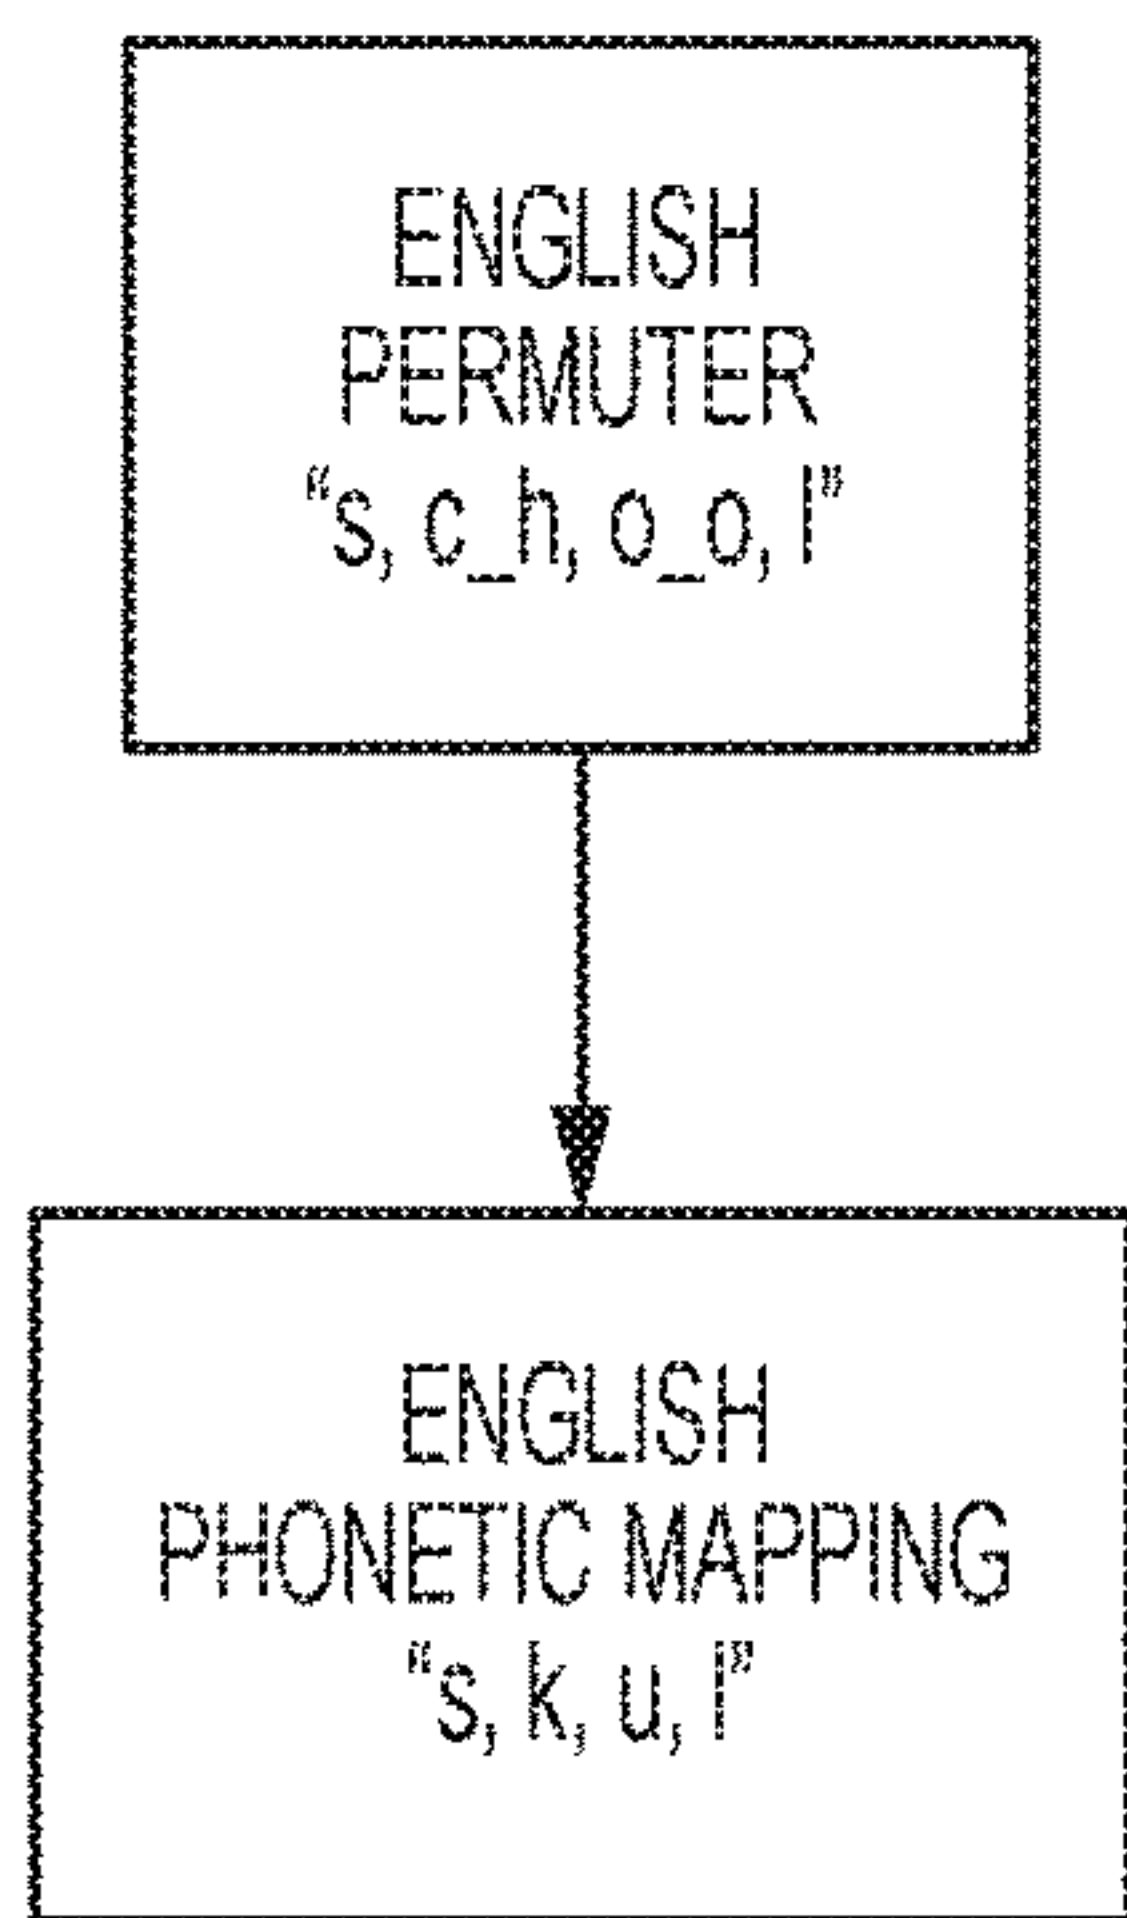 ENGLISH
PERMUTER
“s, c_h, o_o, l”
ENGLISH
PHONETIC MAPPING
“s, k, u, l”